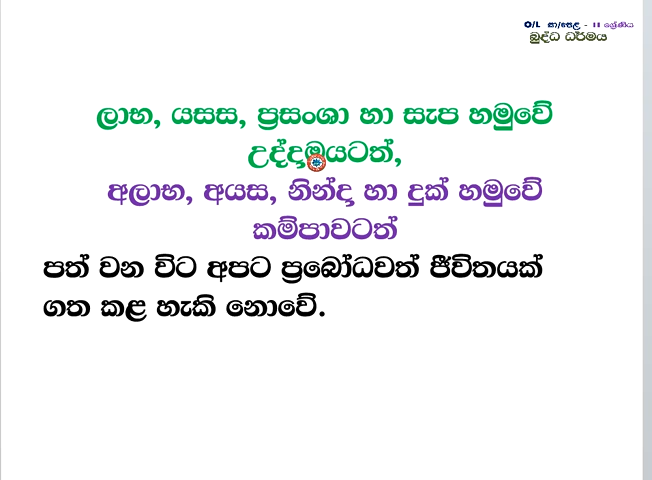 O/L සා/පෙළ - 11 ශ්‍රේණිය
බුද්ධ ධර්මය
ලාභ, යසස, ප්‍රසංශා හා සැප හමුවේ
උද්දාමයටත්,
අලාභ, අයස, නින්දා හා දුක් හමුවේ
කම්පාවටත්
පත් වන විට අපට ප්‍රබෝධවත් ජීවිතයක්
ගත කළ හැකි නොවේ.